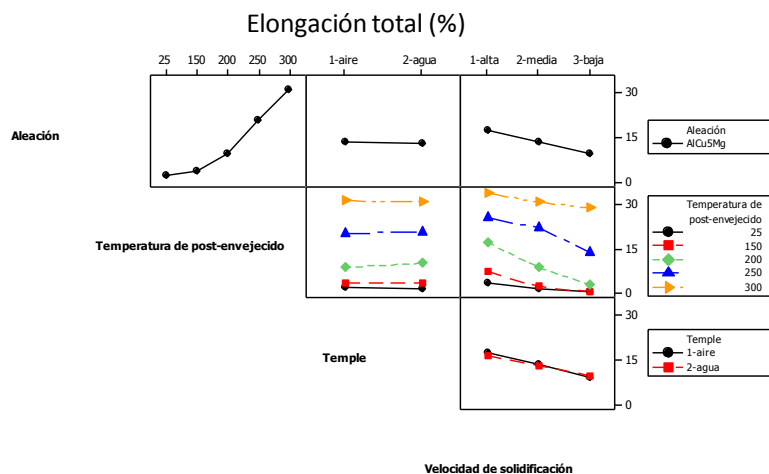 Elongación total (%)
25 150 200 250 300 1-aire 2-agua 1-alta 2-media 3-baja
Aleación
30
15
0
Aleación
AlCu5Mg
Temperatura de post-envejecido
30
15
0
Temperatura de
post-envejecido
25
150
200
250
300
Temple
30
15
0
Temple
1-aire
2-agua
Velocidad de solidificación